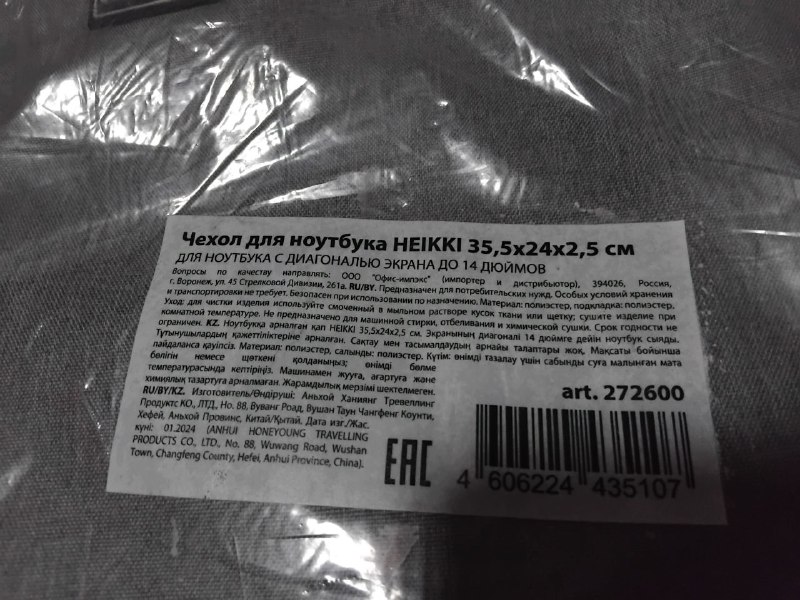 Чехол для ноутбука HEIKKI 35,5x24x2,5 см
ДЛЯ НОУТБУКА С ДИАГОНАЛЬЮ ЭКРАНА ДО 14 ДЮЙМОВ
Вопросы по качеству направлять: ООО "Офис-импэкс" (импортер и дистрибьютор), 394026, Россия,
г. Воронеж, ул. 45 Стрелковой Дивизии, 261а. RU/BY. Предназначен для потребительских нужд. Особых условий хранения
и транспортировки не требует. Безопасен при использовании по назначению. Материал: полиэстер, подкладка: полиэстер.
Уход: для чистки изделия используйте смоченный в мыльном растворе кусок ткани или щетку; сушите изделие при
комнатной температуре. Не предназначено для машинной стирки, отбеливания и химической сушки. Срок годности не
ограничен. KZ. Ноутбукқа арналған қап HEIKKI 35,5x24x2,5 см. Экранының диагоналі 14 дюймге дейін ноутбук сыяды.
Тұтынушылардың қажеттіліктеріне арналған. Сақтау мен тасымалдаудың арнайы талаптары жоқ. Мақсаты бойынша
пайдаланса қауіпсіз. Материал: полиэстер, салынды: полиэстер. Күтім: өнімді тазалау үшін сабынды суға малынған мата
бөлігін немесе щеткені қолданыңыз; өнімді бөлме
температурасында кептіріңіз. Машинамен жууға, ағартуға және
химиялық тазартуға арналмаған. Жарамдылық мерзімі шектелмеген.
RU/BY/KZ. Изготовитель/Өндіруші: Аньхой Ханиянг Тревеллинг
Продуктс КО., ЛТД., Но. 88, Вуванг Роад, Вушан Таун Чангфенг Коунти,
Хефей, Аньхой Провинс, Китай/Қытай. Дата изг./Жас.
күні: 01.2024 (ANHUI HONEYOUNG TRAVELLING
PRODUCTS CO., LTD., No. 88, Wuwang Road, Wushan
Town, Changfeng County, Hefei, Anhui Province, China).
art. 272600
EAC
4 606224 435107